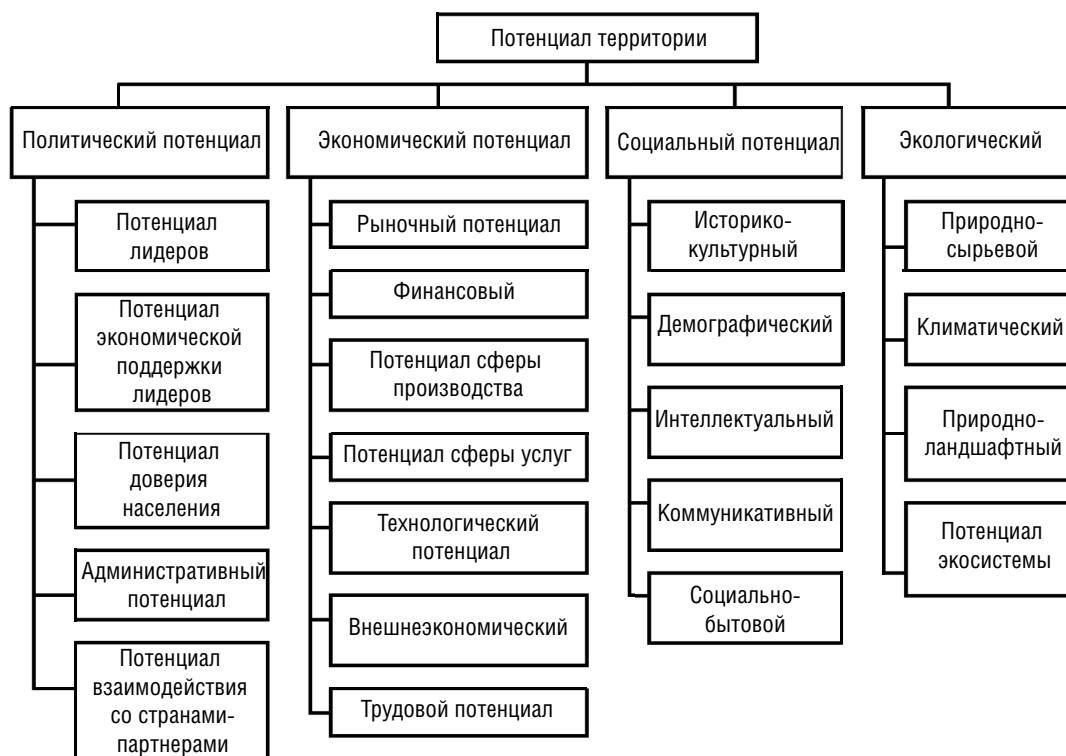 Потенциал территории
Политический потенциал
Экономический потенциал
Социальный потенциал
Экологический
Потенциал
лидеров
Потенциал
экономической
поддержки
лидеров
Потенциал
доверия
населения
Административный
потенциал
Потенциал
взаимодействия
со странами-
партнерами
Рыночный потенциал
Финансовый
Потенциал сферы
производства
Потенциал сферы услуг
Технологический
потенциал
Внешнеэкономический
Трудовой потенциал
Историко-
культурный
Демографический
Интеллектуальный
Коммуникативный
Социально-
бытовой
Природно-
сырьевой
Климатический
Природно-
ландшафтный
Потенциал
экосистемы